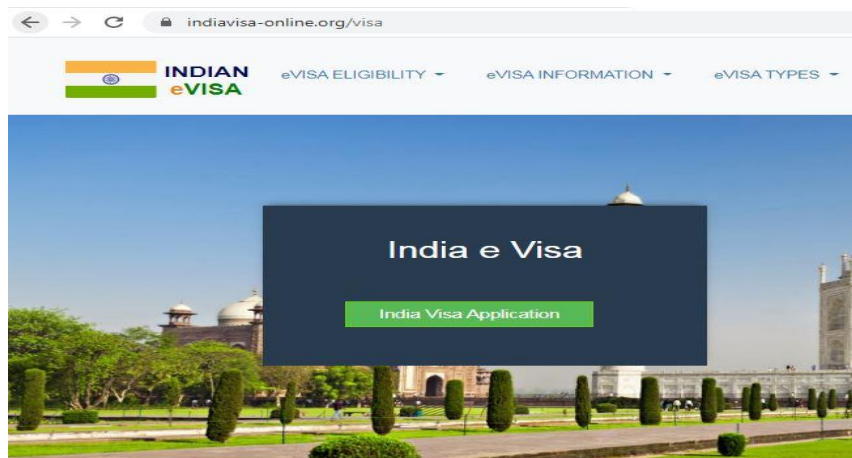 indiavisa-online.org/visa
INDIAN
eVISA
eVISA ELIGIBILITY
eVISA INFORMATION
eVISA TYPES
India e Visa
India Visa Application